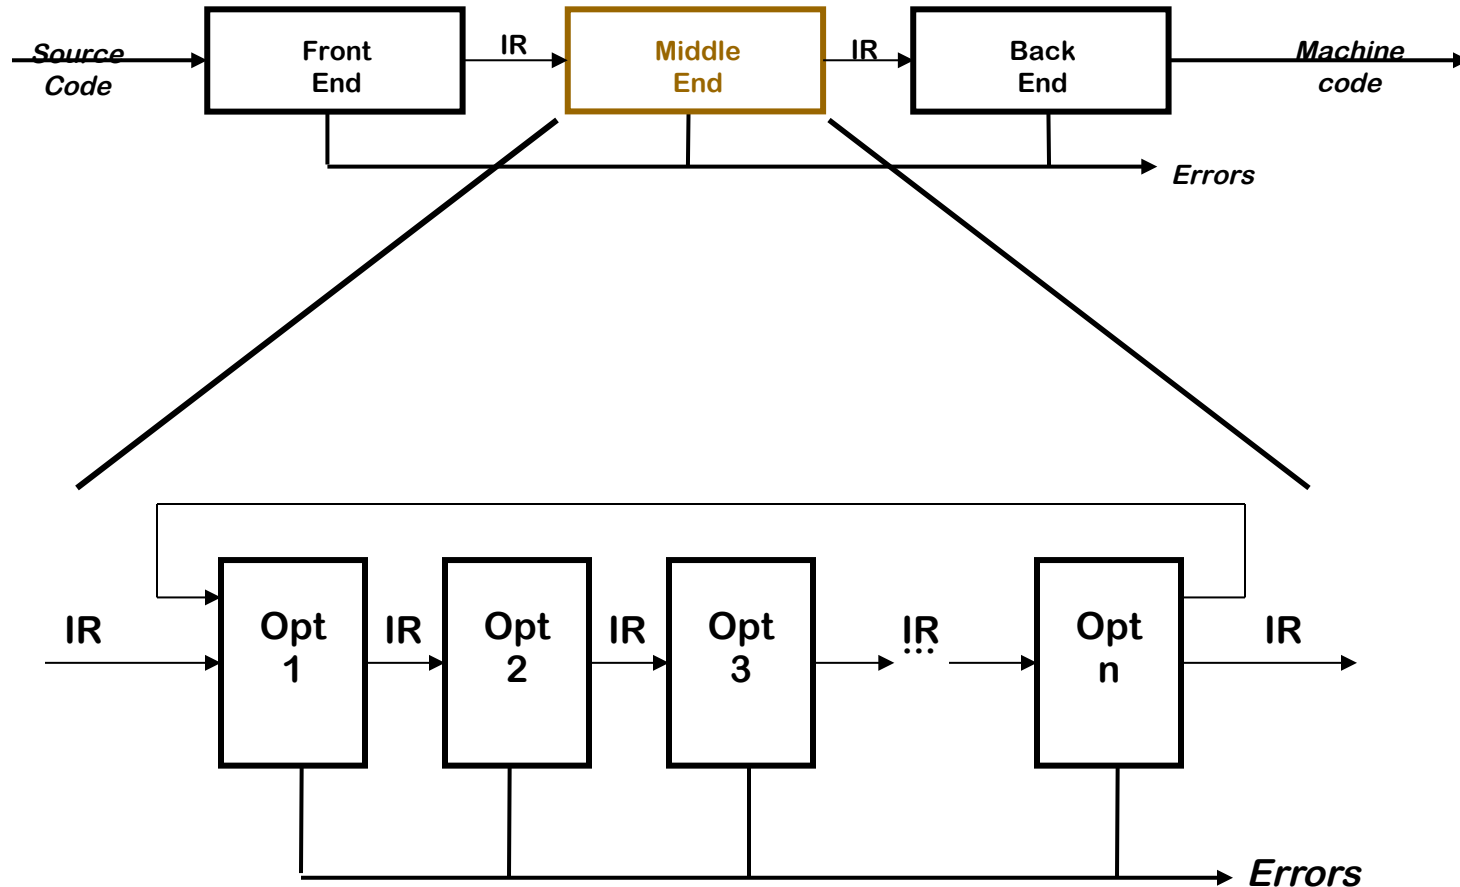 Source
Code
Front
End
IR
Middle
End
IR
Back
End
Machine
code
Errors
IR
Opt
1
IR
Opt
2
IR
Opt
3
IR
...
Opt
n
IR
Errors